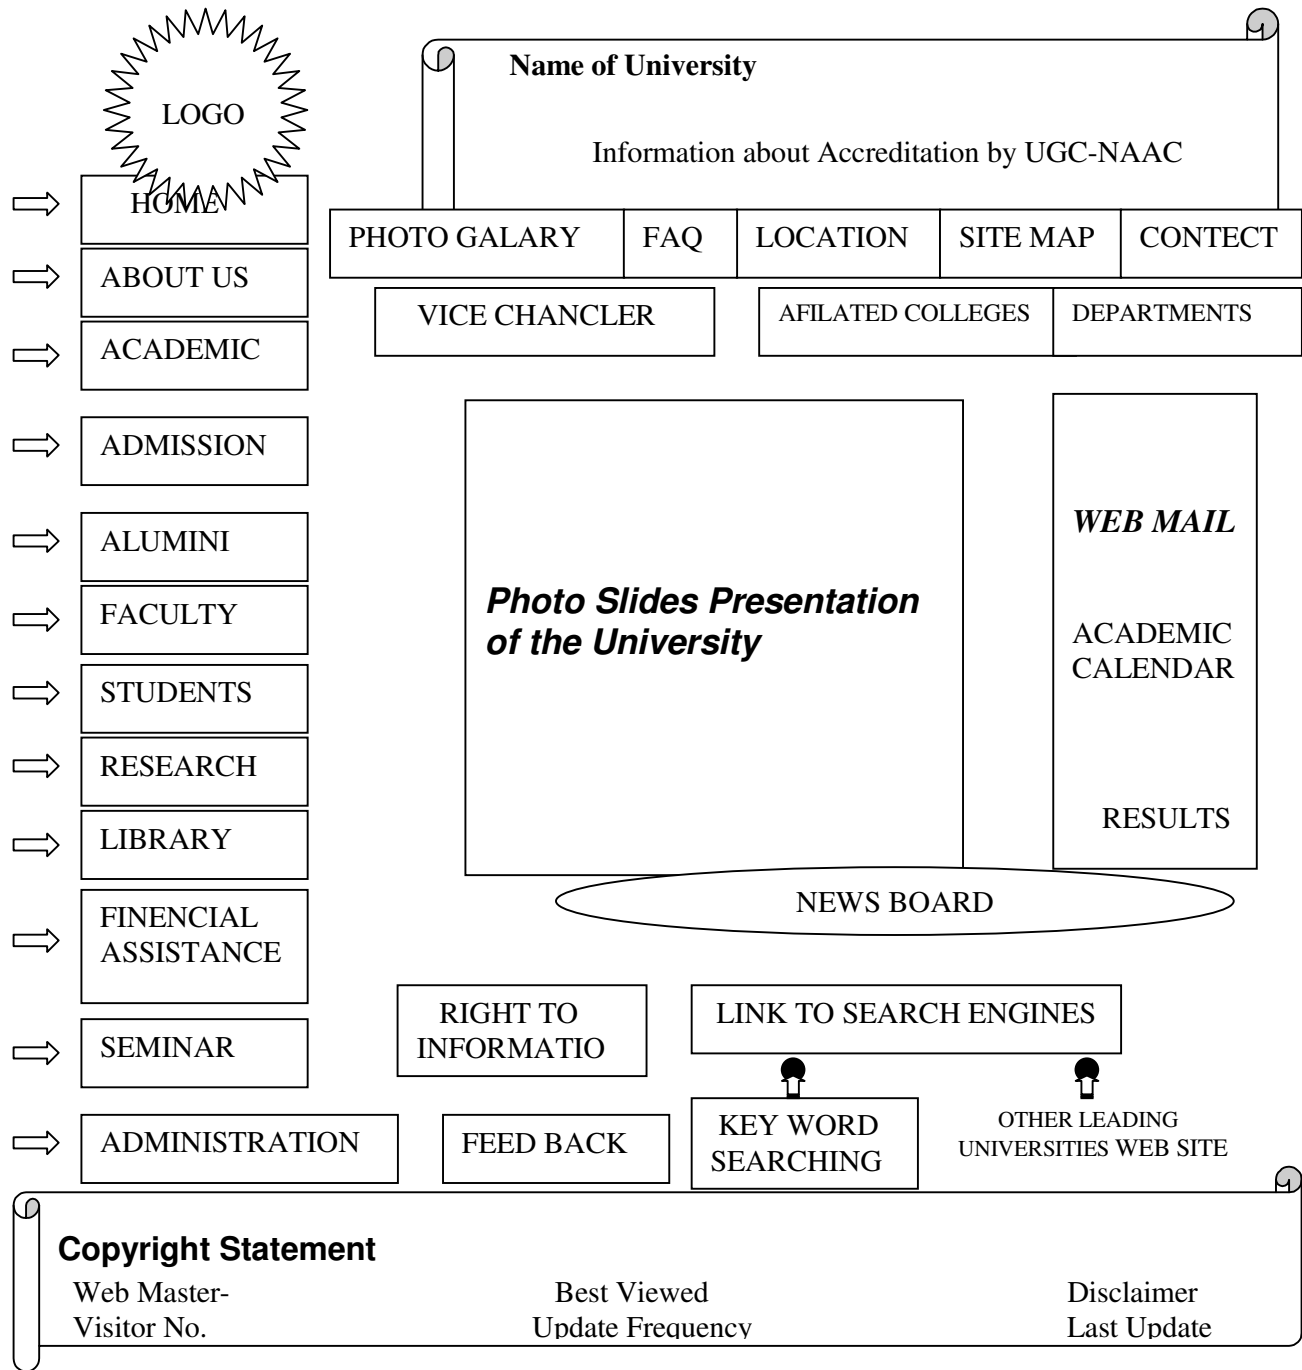 LOGO
Name of University
Information about Accreditation by UGC-NAAC
HOME
ABOUT US
ACADEMIC
ADMISSION
ALUMINI
FACULTY
STUDENTS
RESEARCH
LIBRARY
FINENCIAL
ASSISTANCE
SEMINAR
ADMINISTRATION
PHOTO GALARY
FAQ
LOCATION
SITE MAP
CONTECT
VICE CHANCLER
AFILATED COLLEGES
DEPARTMENTS
Photo Slides Presentation
of the University
WEB MAIL
ACADEMIC
CALENDAR
RESULTS
NEWS BOARD
RIGHT TO
INFORMATIO
LINK TO SEARCH ENGINES
FEED BACK
KEY WORD
SEARCHING
OTHER LEADING
UNIVERSITIES WEB SITE
Copyright Statement
Web Master-
Best Viewed
Disclaimer
Visitor No.
Update Frequency
Last Update